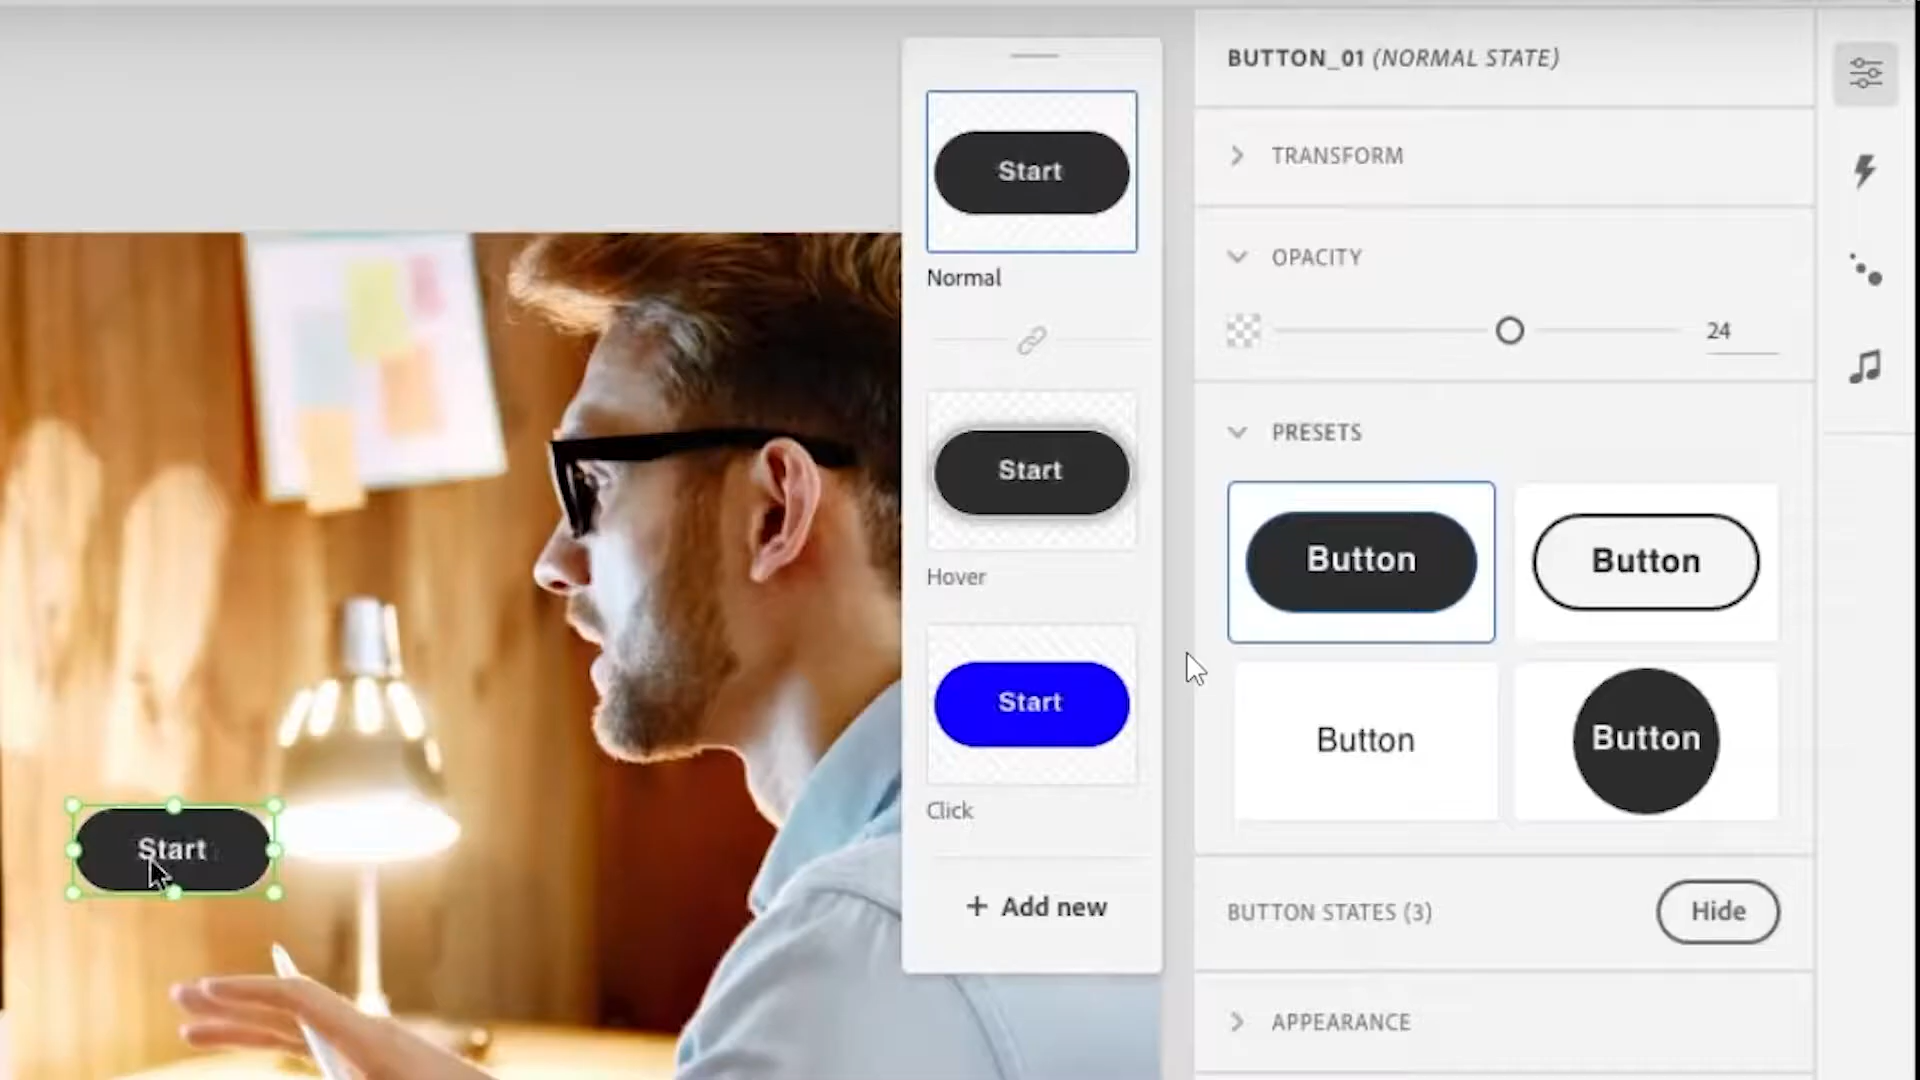 Start
Start
Normal
Start
Hover
Start
Click
+ Add new
BUTTON_01 (NORMAL STATE)
TRANSFORM
OPACITY
24
PRESETS
Button
Button
Button
Button
BUTTON STATES (3)
Hide
APPEARANCE